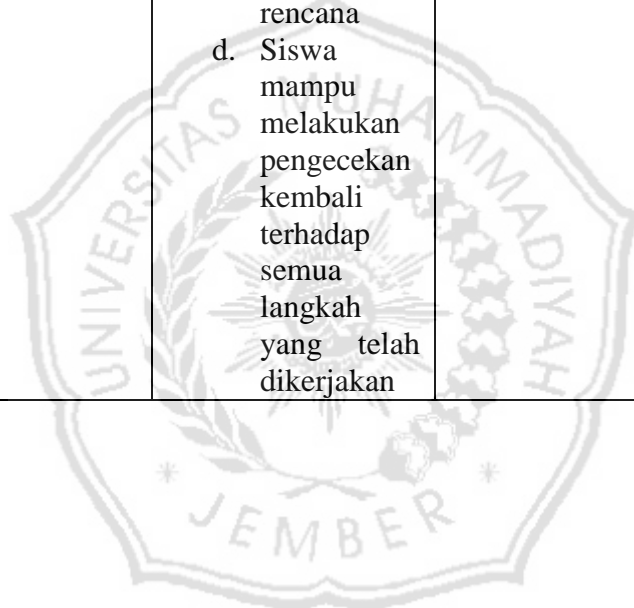 rencana
d. Siswa
mampu
melakukan
pengecekan
kembali
terhadap
semua
langkah
yang telah
dikerjakan
UNIVERSITAS MUHAMMADIYAH
JEMBER